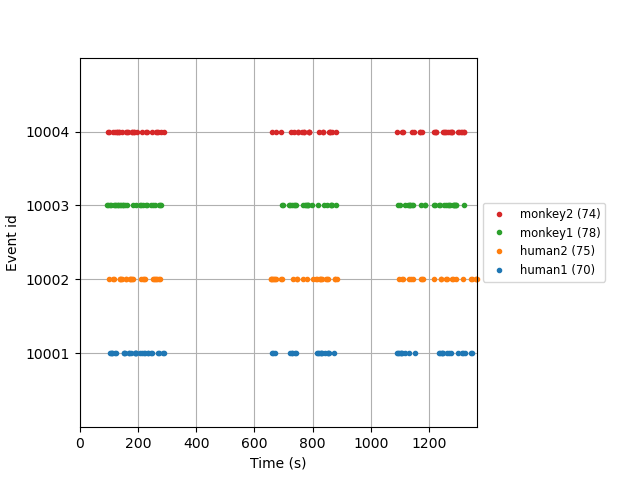 10004
10003
10002
10001
Event id
0 200 400 600 800 1000 1200
Time (s)
monkey2 (74)
monkey1 (78)
human2 (75)
human1 (70)